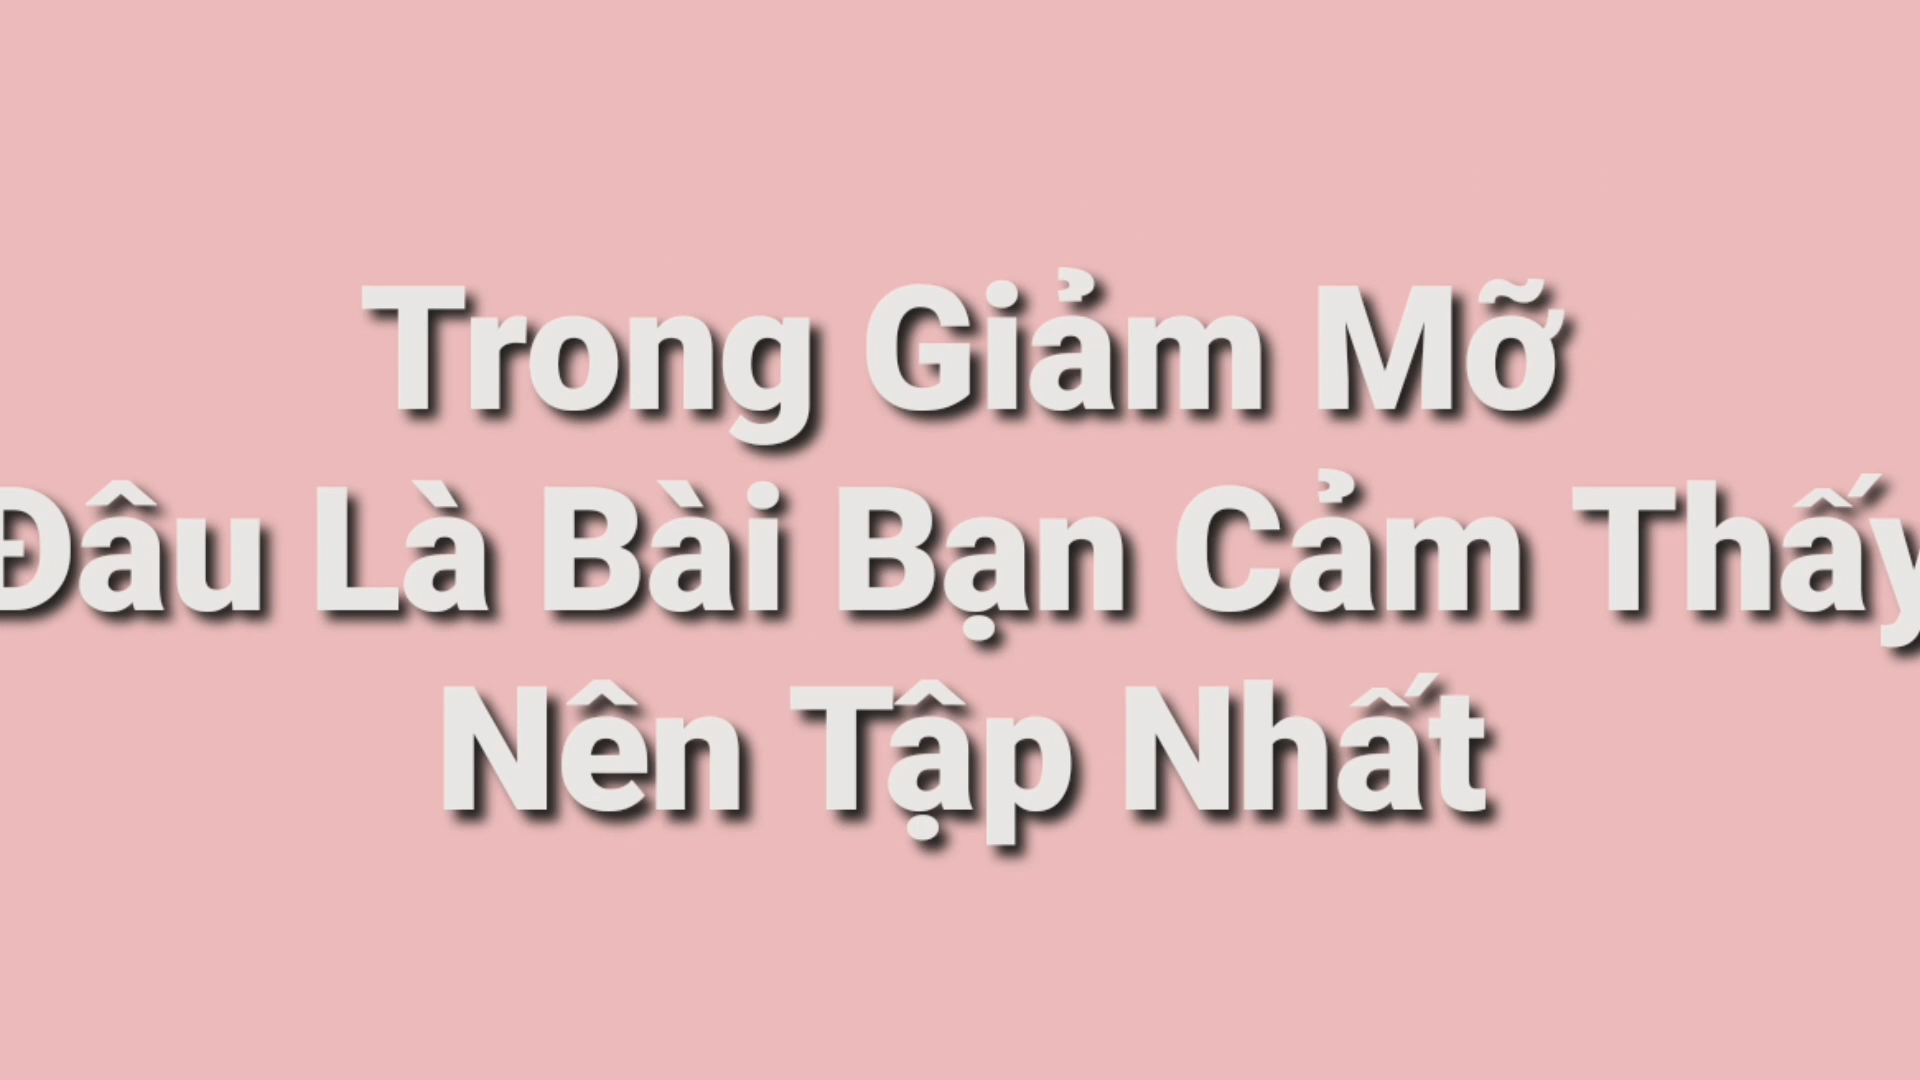 Trong Giảm Mỡ
Đâu Là Bài Bạn Cảm Thấy
Nên Tập Nhất